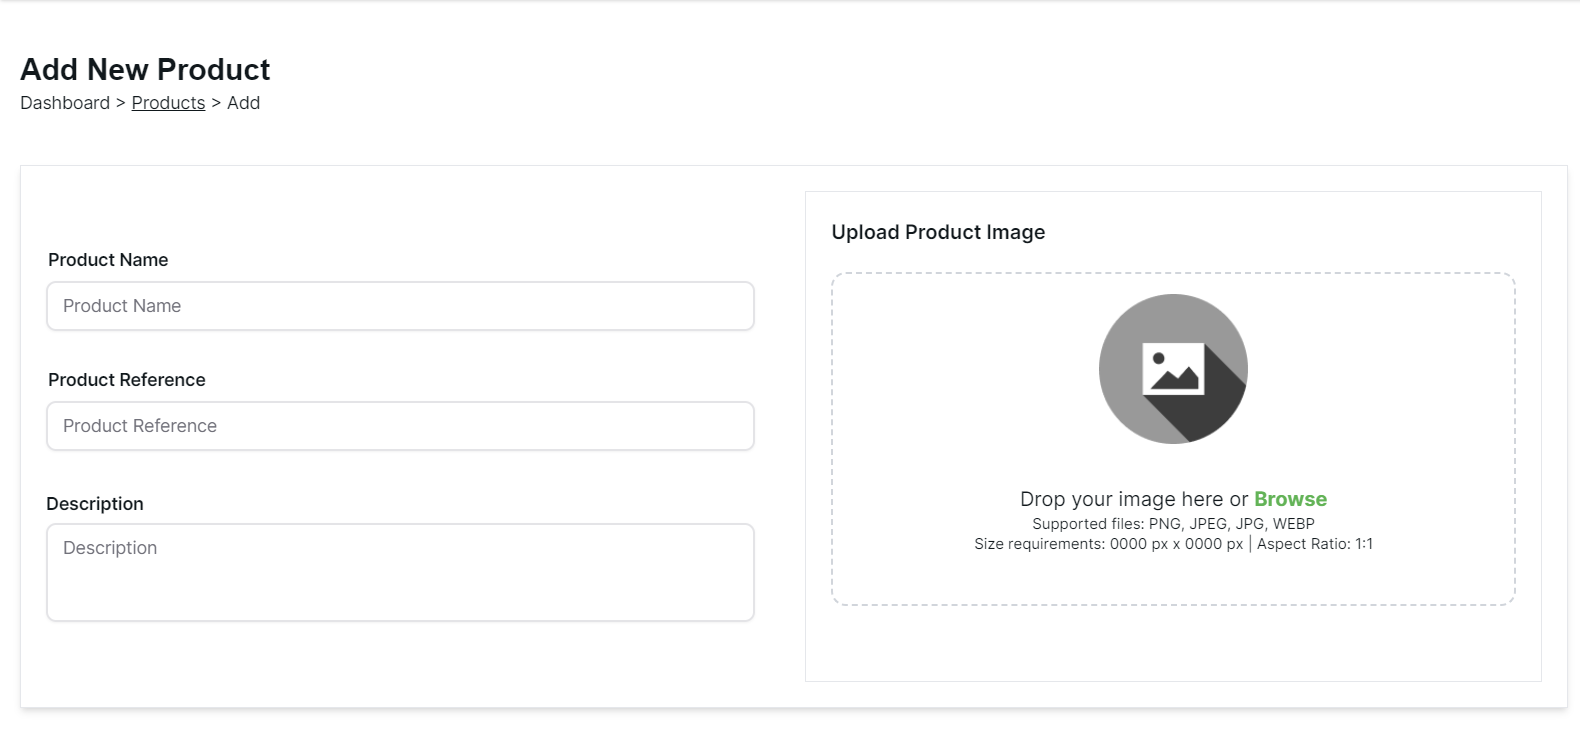 Add New Product
Dashboard > Products > Add
Product Name
Product Name
Product Reference
Product Reference
Description
Description
Upload Product Image
Drop your image here or Browse
Supported files: PNG, JPEG, JPG, WEBP
Size requirements: 0000 px x 0000 px | Aspect Ratio: 1:1